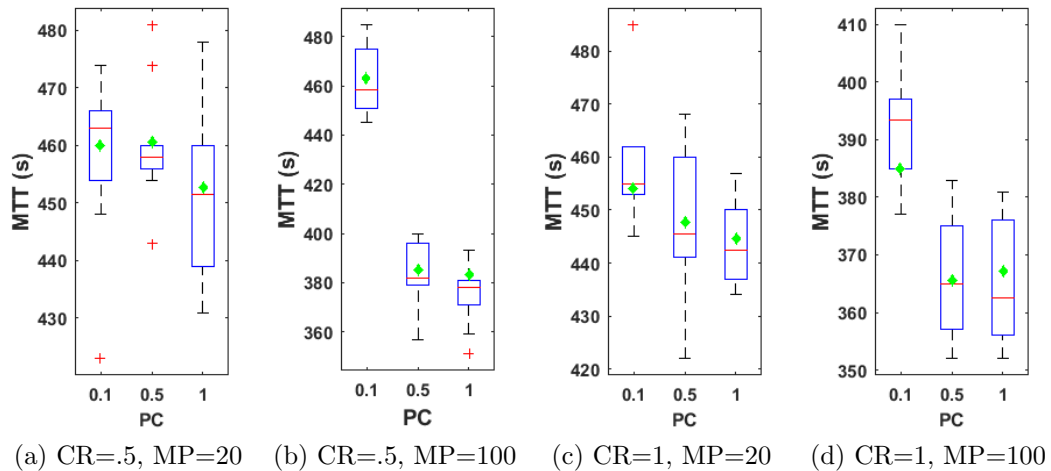 MTT (s)
480
470
460
450
440
430
0.1 0.5 1
PC
(a) CR=.5, MP=20
MTT (s)
480
460
440
420
400
380
360
0.1 0.5 1
PC
(b) CR=.5, MP=100
MTT (s)
480
470
460
450
440
430
420
0.1 0.5 1
PC
(c) CR=1, MP=20
MTT (s)
410
400
390
380
370
360
350
0.1 0.5 1
PC
(d) CR=1, MP=100